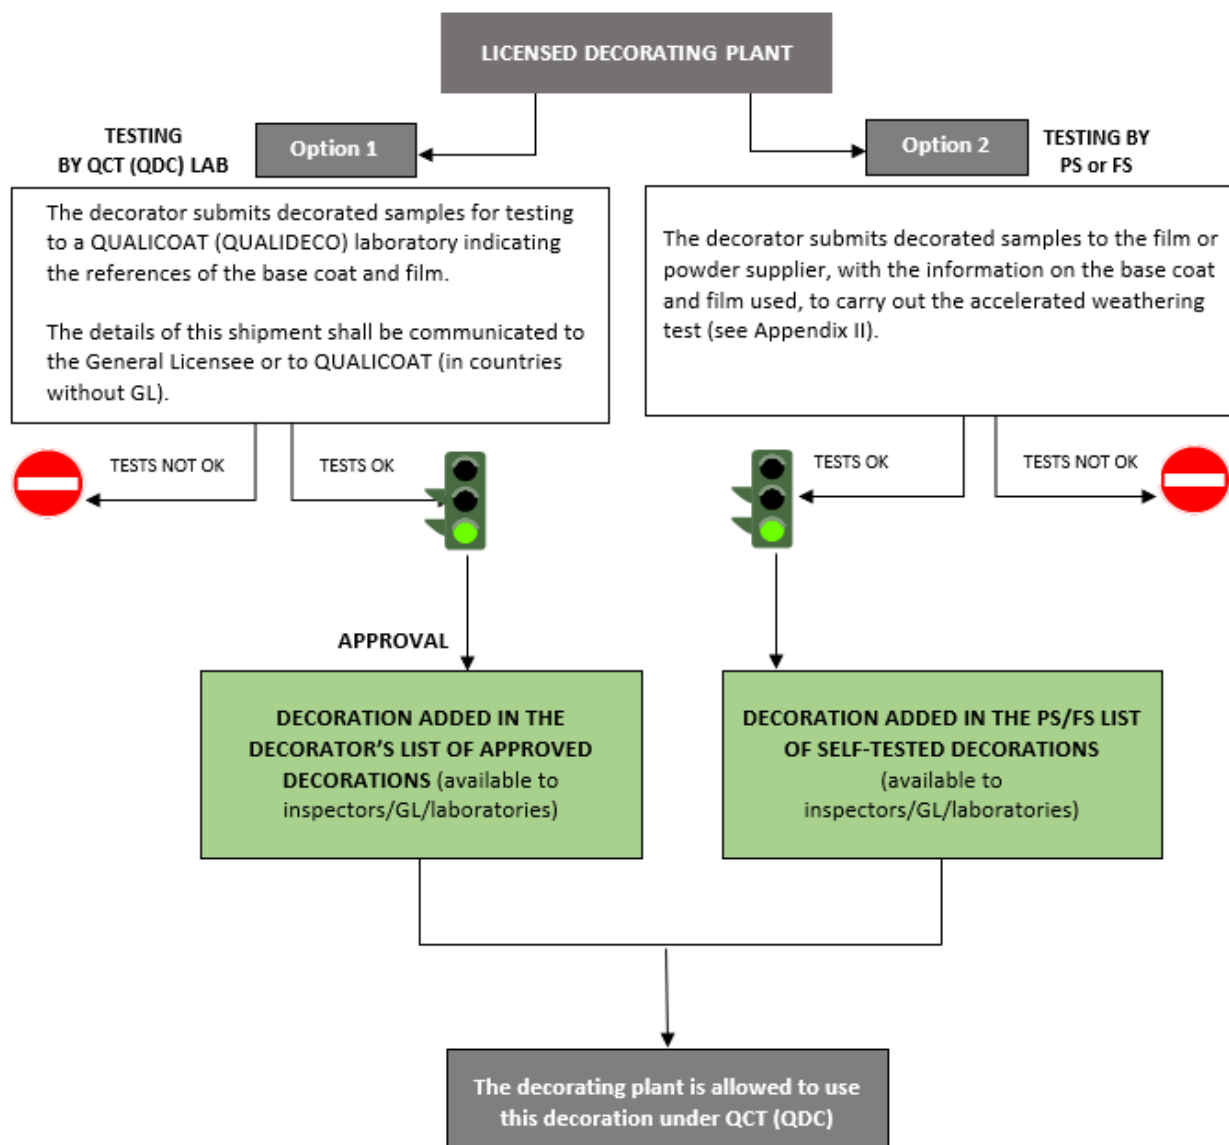 LICENSED DECORATING PLANT
TESTING
BY QCT (QDC) LAB
Option 1
Option 2
TESTING BY
PS or FS
The decorator submits decorated samples for testing
to a QUALICOAT (QUALIDECO) laboratory indicating
the references of the base coat and film.
The details of this shipment shall be communicated to
the General Licensee or to QUALICOAT (in countries
without GL).
The decorator submits decorated samples to the film or
powder supplier, with the information on the base coat
and film used, to carry out the accelerated weathering
test (see Appendix II).
TESTS NOT OK
TESTS OK
TESTS OK
TESTS NOT OK
APPROVAL
DECORATION ADDED IN THE
DECORATOR'S LIST OF APPROVED
DECORATIONS (available to
inspectors/GL/laboratories)
DECORATION ADDED IN THE PS/FS LIST
OF SELF-TESTED DECORATIONS
(available to
inspectors/GL/laboratories)
The decorating plant is allowed to use
this decoration under QCT (QDC)